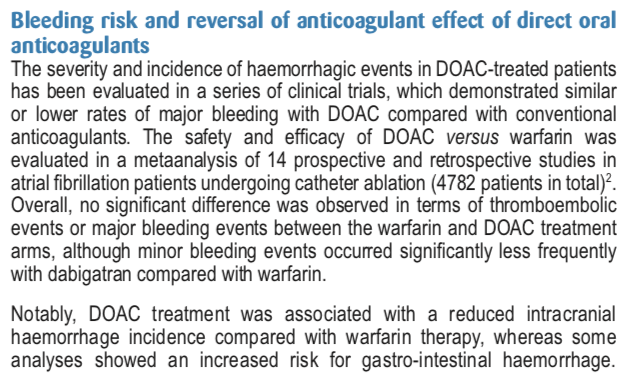 Bleeding risk and reversal of anticoagulant effect of direct oral
anticoagulants
The severity and incidence of haemorrhagic events in DOAC-treated patients
has been evaluated in a series of clinical trials, which demonstrated similar
or lower rates of major bleeding with DOAC compared with conventional
anticoagulants. The safety and efficacy of DOAC versus warfarin was
evaluated in a metaanalysis of 14 prospective and retrospective studies in
atrial fibrillation patients undergoing catheter ablation (4782 patients in total)².
Overall, no significant difference was observed in terms of thromboembolic
events or major bleeding events between the warfarin and DOAC treatment
arms, although minor bleeding events occurred significantly less frequently
with dabigatran compared with warfarin.
Notably, DOAC treatment was associated with a reduced intracranial
haemorrhage incidence compared with warfarin therapy, whereas some
analyses showed an increased risk for gastro-intestinal haemorrhage.